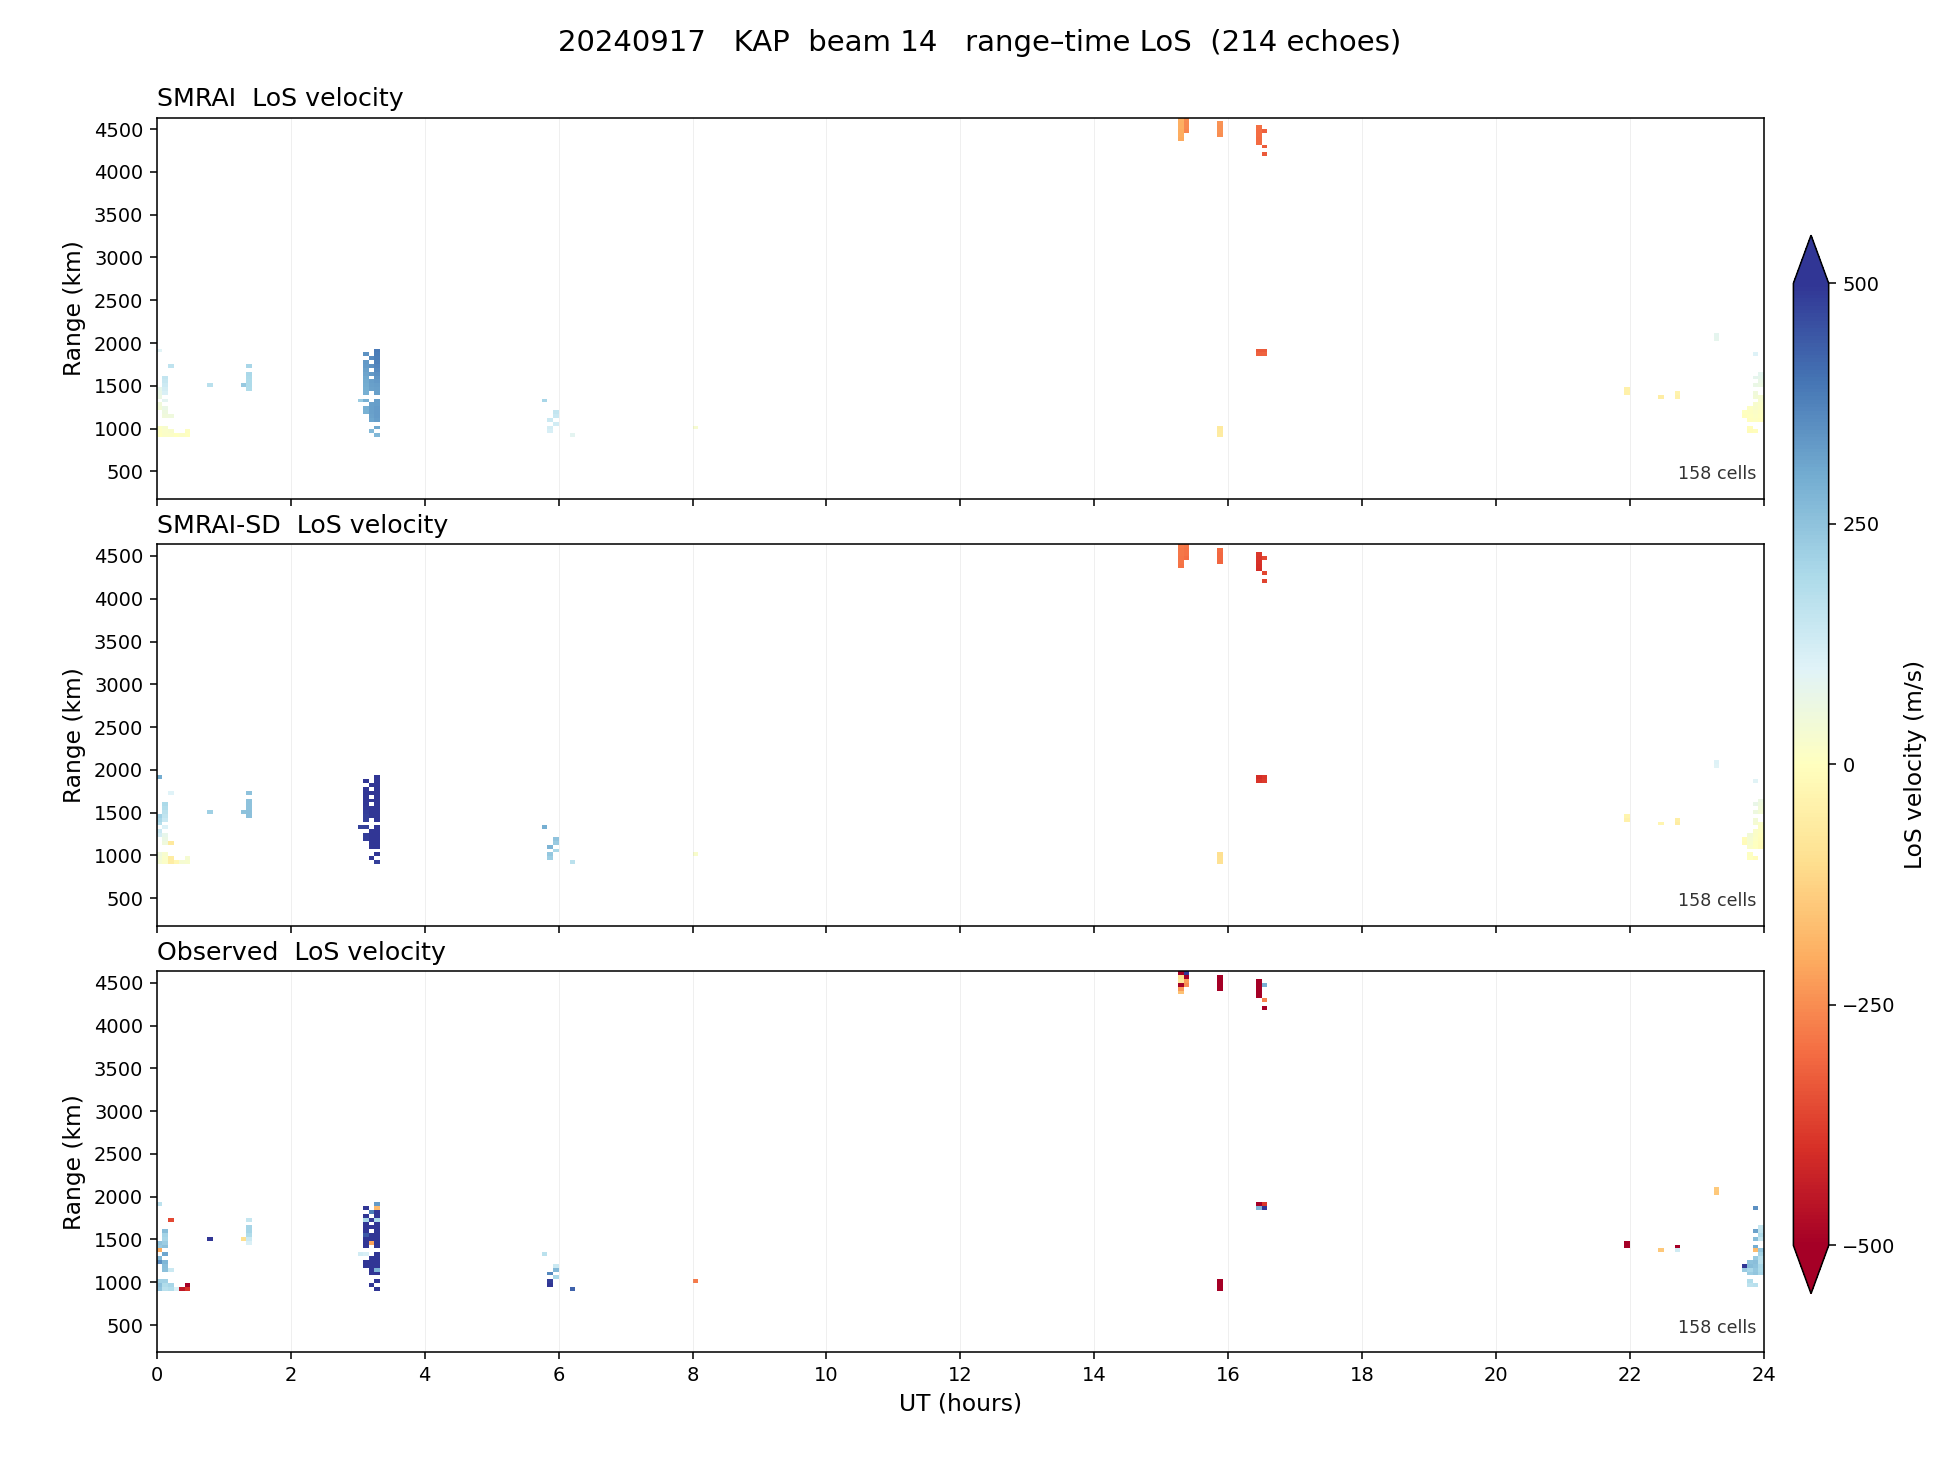 20240917   KAP  beam 14   range–time LoS  (214 echoes)
SMRAI  LoS velocity
4500
4000
3500
3000
2500
2000
1500
1000
500
Range (km)
158 cells
SMRAI-SD  LoS velocity
4500
4000
3500
3000
2500
2000
1500
1000
500
Range (km)
158 cells
Observed  LoS velocity
4500
4000
3500
3000
2500
2000
1500
1000
500
Range (km)
158 cells
0 2 4 6 8 10 12 14 16 18 20 22 24
UT (hours)
500
250
0
−250
−500
LoS velocity (m/s)